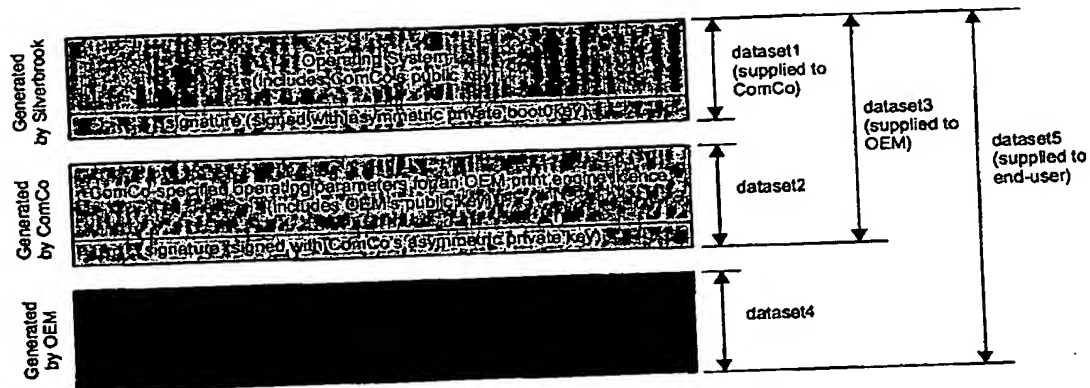 Generated
by Silverbrook
Operating System
(includes ComCo's public key)
signature (signed with asymmetric private boot0key)
dataset1
(supplied to
ComCo)
dataset3
(supplied to
OEM)
dataset5
(supplied to
end-user)
Generated
by ComCo
ComCo-specified operating parameters for an OEM print engine licence
(includes OEM's public key)
signature (signed with ComCo's asymmetric private key)
dataset2
Generated
by OEM
dataset4